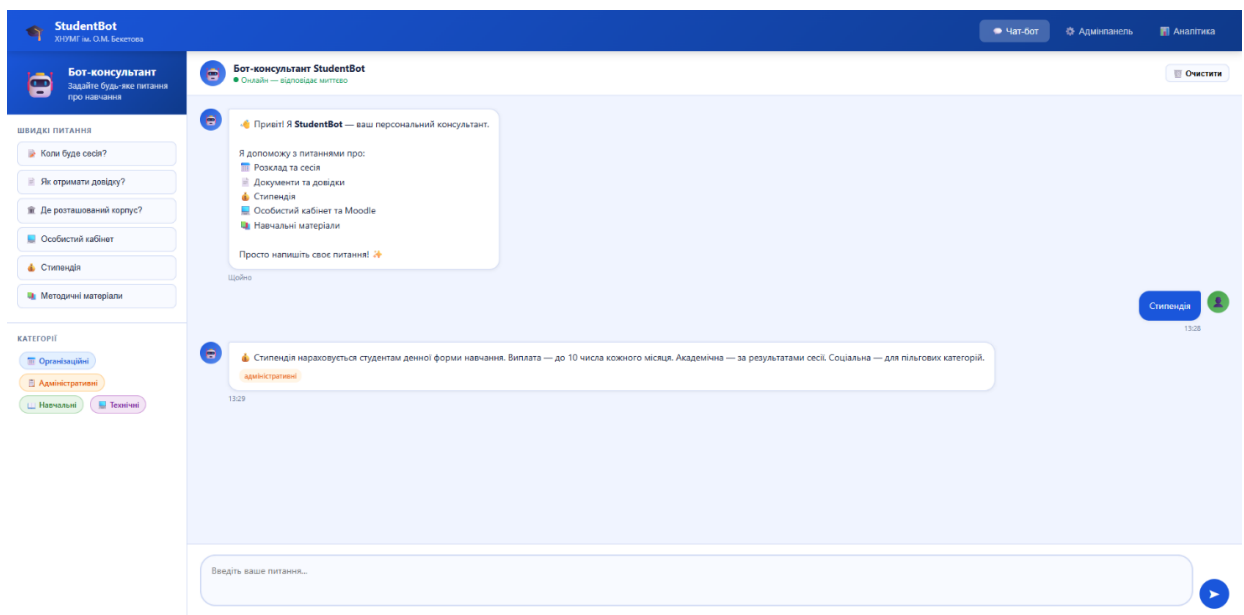 StudentBot
ХНУМГ ім. О.М. Бекетова
Чат-бот
Адмінпанель
Аналітика
Бот-консультант
Задайте будь-яке питання
про навчання
ШВИДКІ ПИТАННЯ
Коли буде сесія?
Як отримати довідку?
Де розташований корпус?
Особистий кабінет
Стипендія
Методичні матеріали
КАТЕГОРІЇ
Організаційні
Адміністративні
Навчальні
Технічні
Бот-консультант StudentBot
Онлайн — відповідає миттєво
Очистити
Привіт! Я StudentBot — ваш персональний консультант.
Я допоможу з питаннями про:
Розклад та сесія
Документи та довідки
Стипендія
Особистий кабінет та Moodle
Навчальні матеріали
Просто напишіть своє питання!
Щойно
Стипендія
13:28
Стипендія нараховується студентам денної форми навчання. Виплата — до 10 числа кожного місяця. Академічна — за результатами сесії. Соціальна — для пільгових категорій.
адміністративні
13:29
Введіть ваше питання...